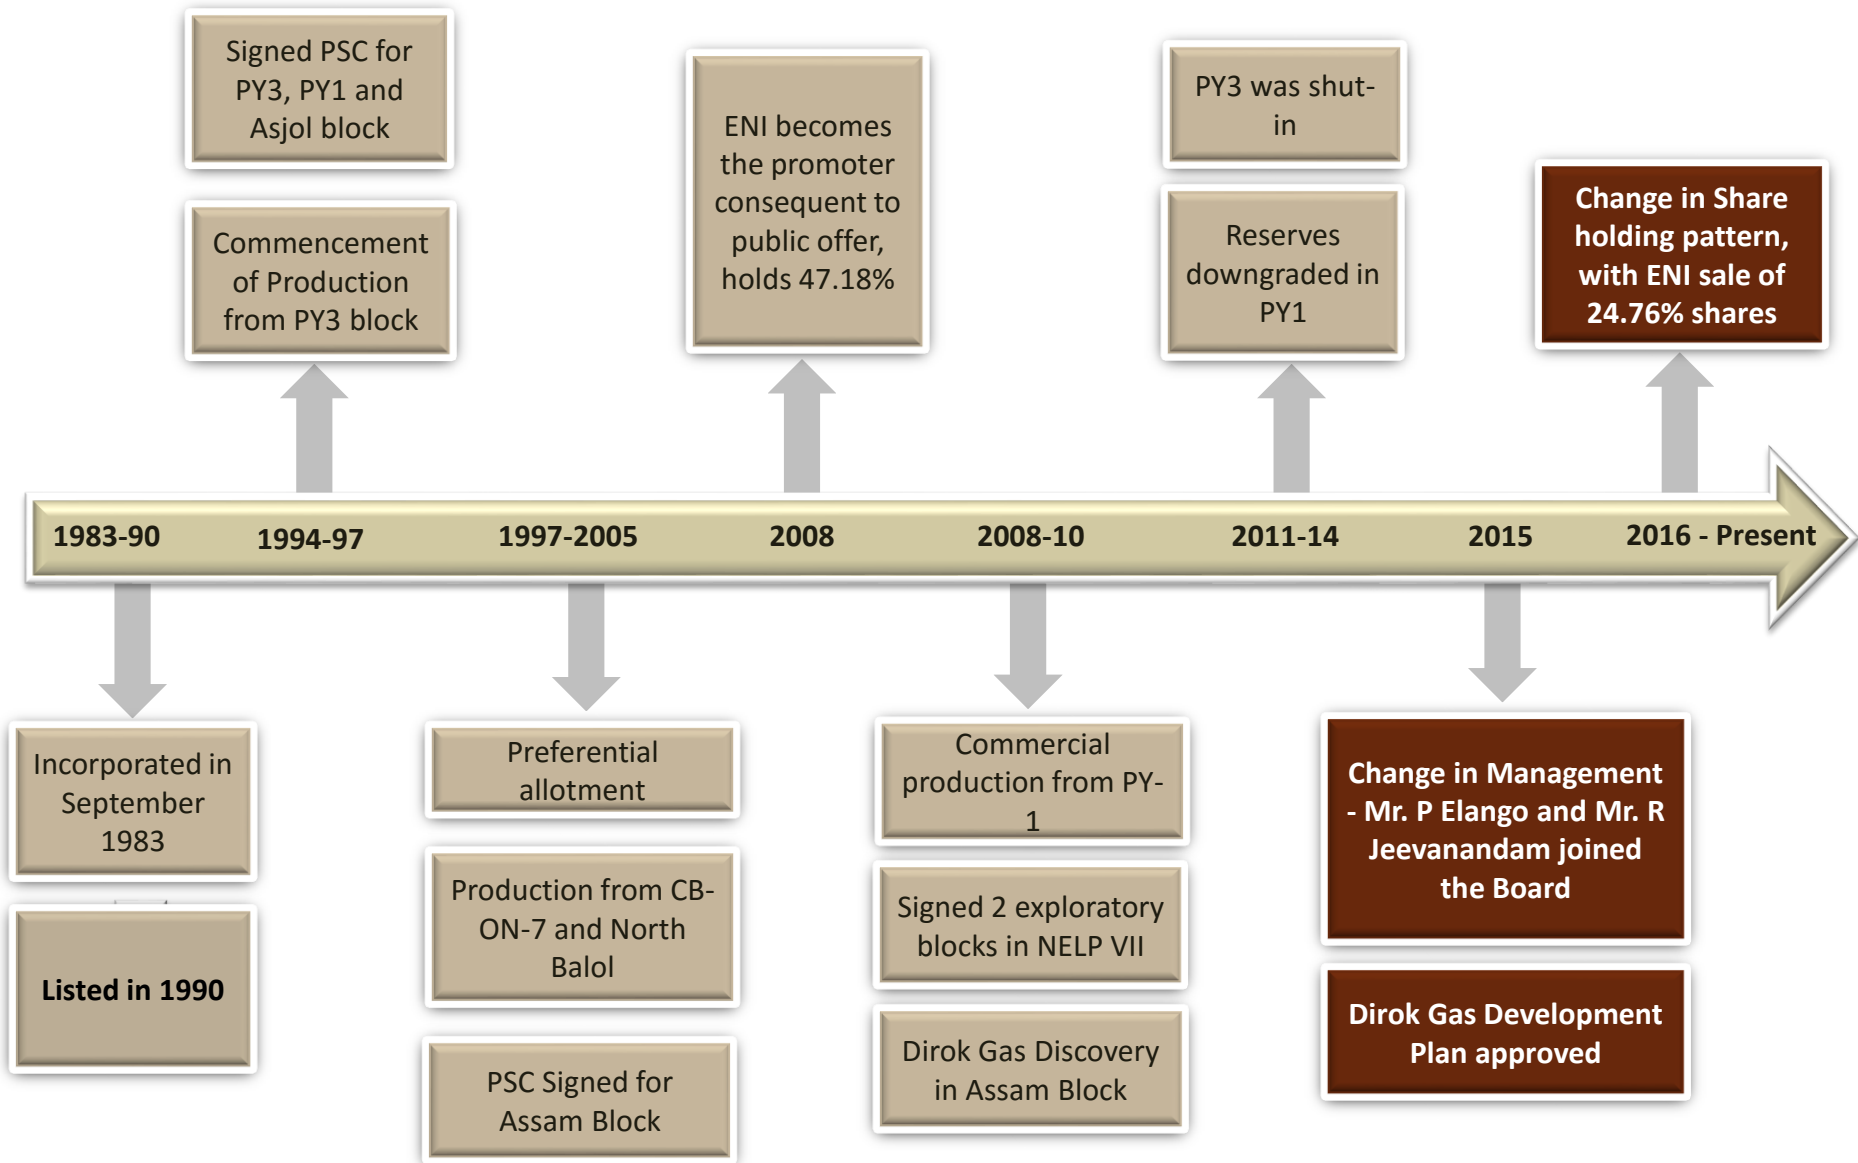 Signed PSC for
PY3, PY1 and
Asjol block
Commencement
of Production
from PY3 block
ENI becomes
the promoter
consequent to
public offer,
holds 47.18%
PY3 was shut-
in
Reserves
downgraded in
PY1
Change in Share
holding pattern,
with ENI sale of
24.76% shares
1983-90 1994-97 1997-2005 2008 2008-10 2011-14 2015 2016 - Present
Incorporated in
September
1983
Listed in 1990
Preferential
allotment
Production from CB-
ON-7 and North
Balol
PSC Signed for
Assam Block
Commercial
production from PY-
1
Signed 2 exploratory
blocks in NELP VII
Dirok Gas Discovery
in Assam Block
Change in Management
- Mr. P Elango and Mr. R
Jeevanandam joined
the Board
Dirok Gas Development
Plan approved